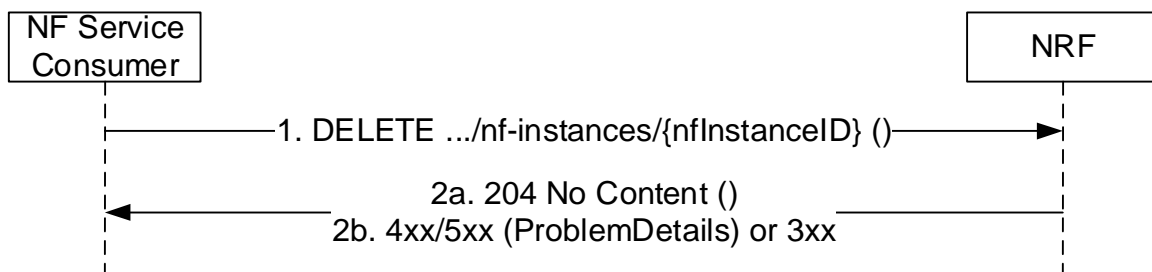 NF Service
Consumer
NRF
1. DELETE .../nf-instances/{nfInstanceID} ()
2a. 204 No Content ()
2b. 4xx/5xx (ProblemDetails) or 3xx